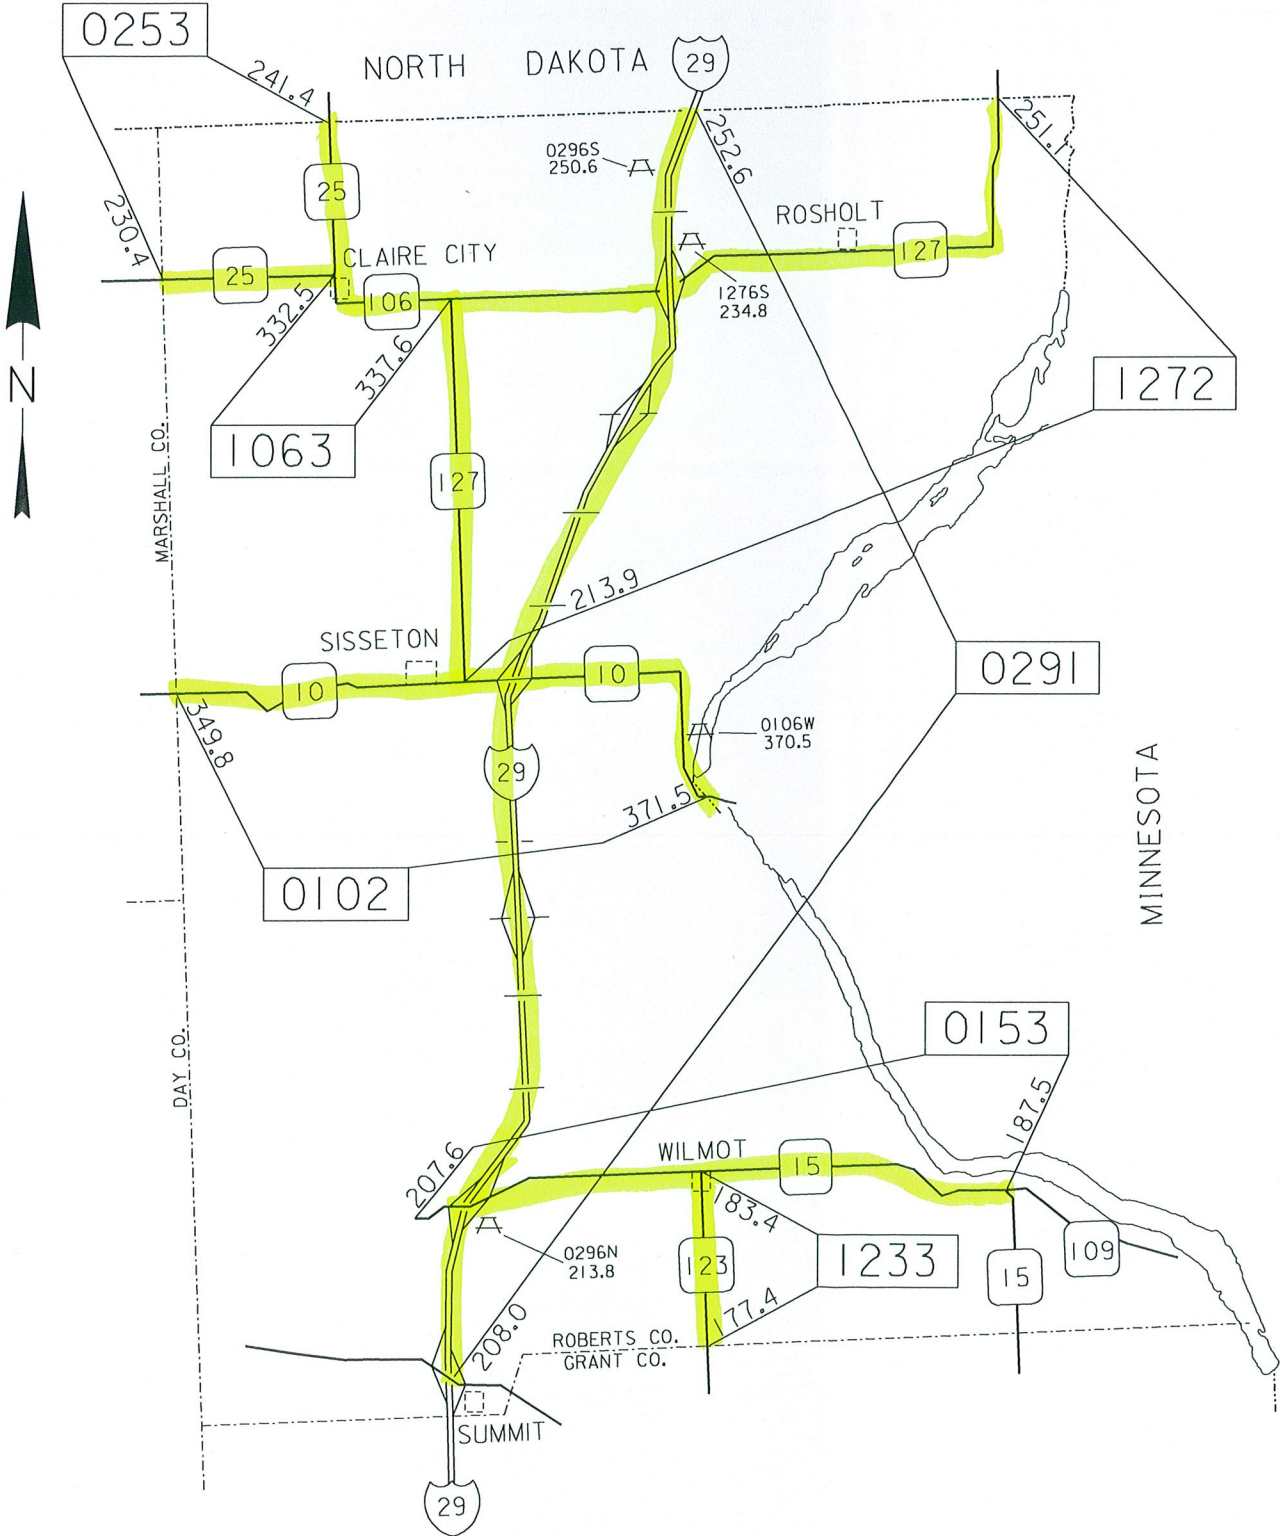 0253
NORTH DAKOTA
29
241.4
252.6
251.1
0296S
250.6
25
ROSHOLT
230.4
CLAIRE CITY
127
25
106
1276S
234.8
332.5
337.6
1272
N
1063
MARSHALL CO.
127
213.9
SISSETON
0291
10
10
349.8
0106W
370.5
29
371.5
MINNESOTA
0102
DAY CO.
0153
187.5
WILMOT
15
207.6
183.4
0296N
213.8
123
1233
15
109
177.4
208.0
ROBERTS CO.
GRANT CO.
SUMMIT
29